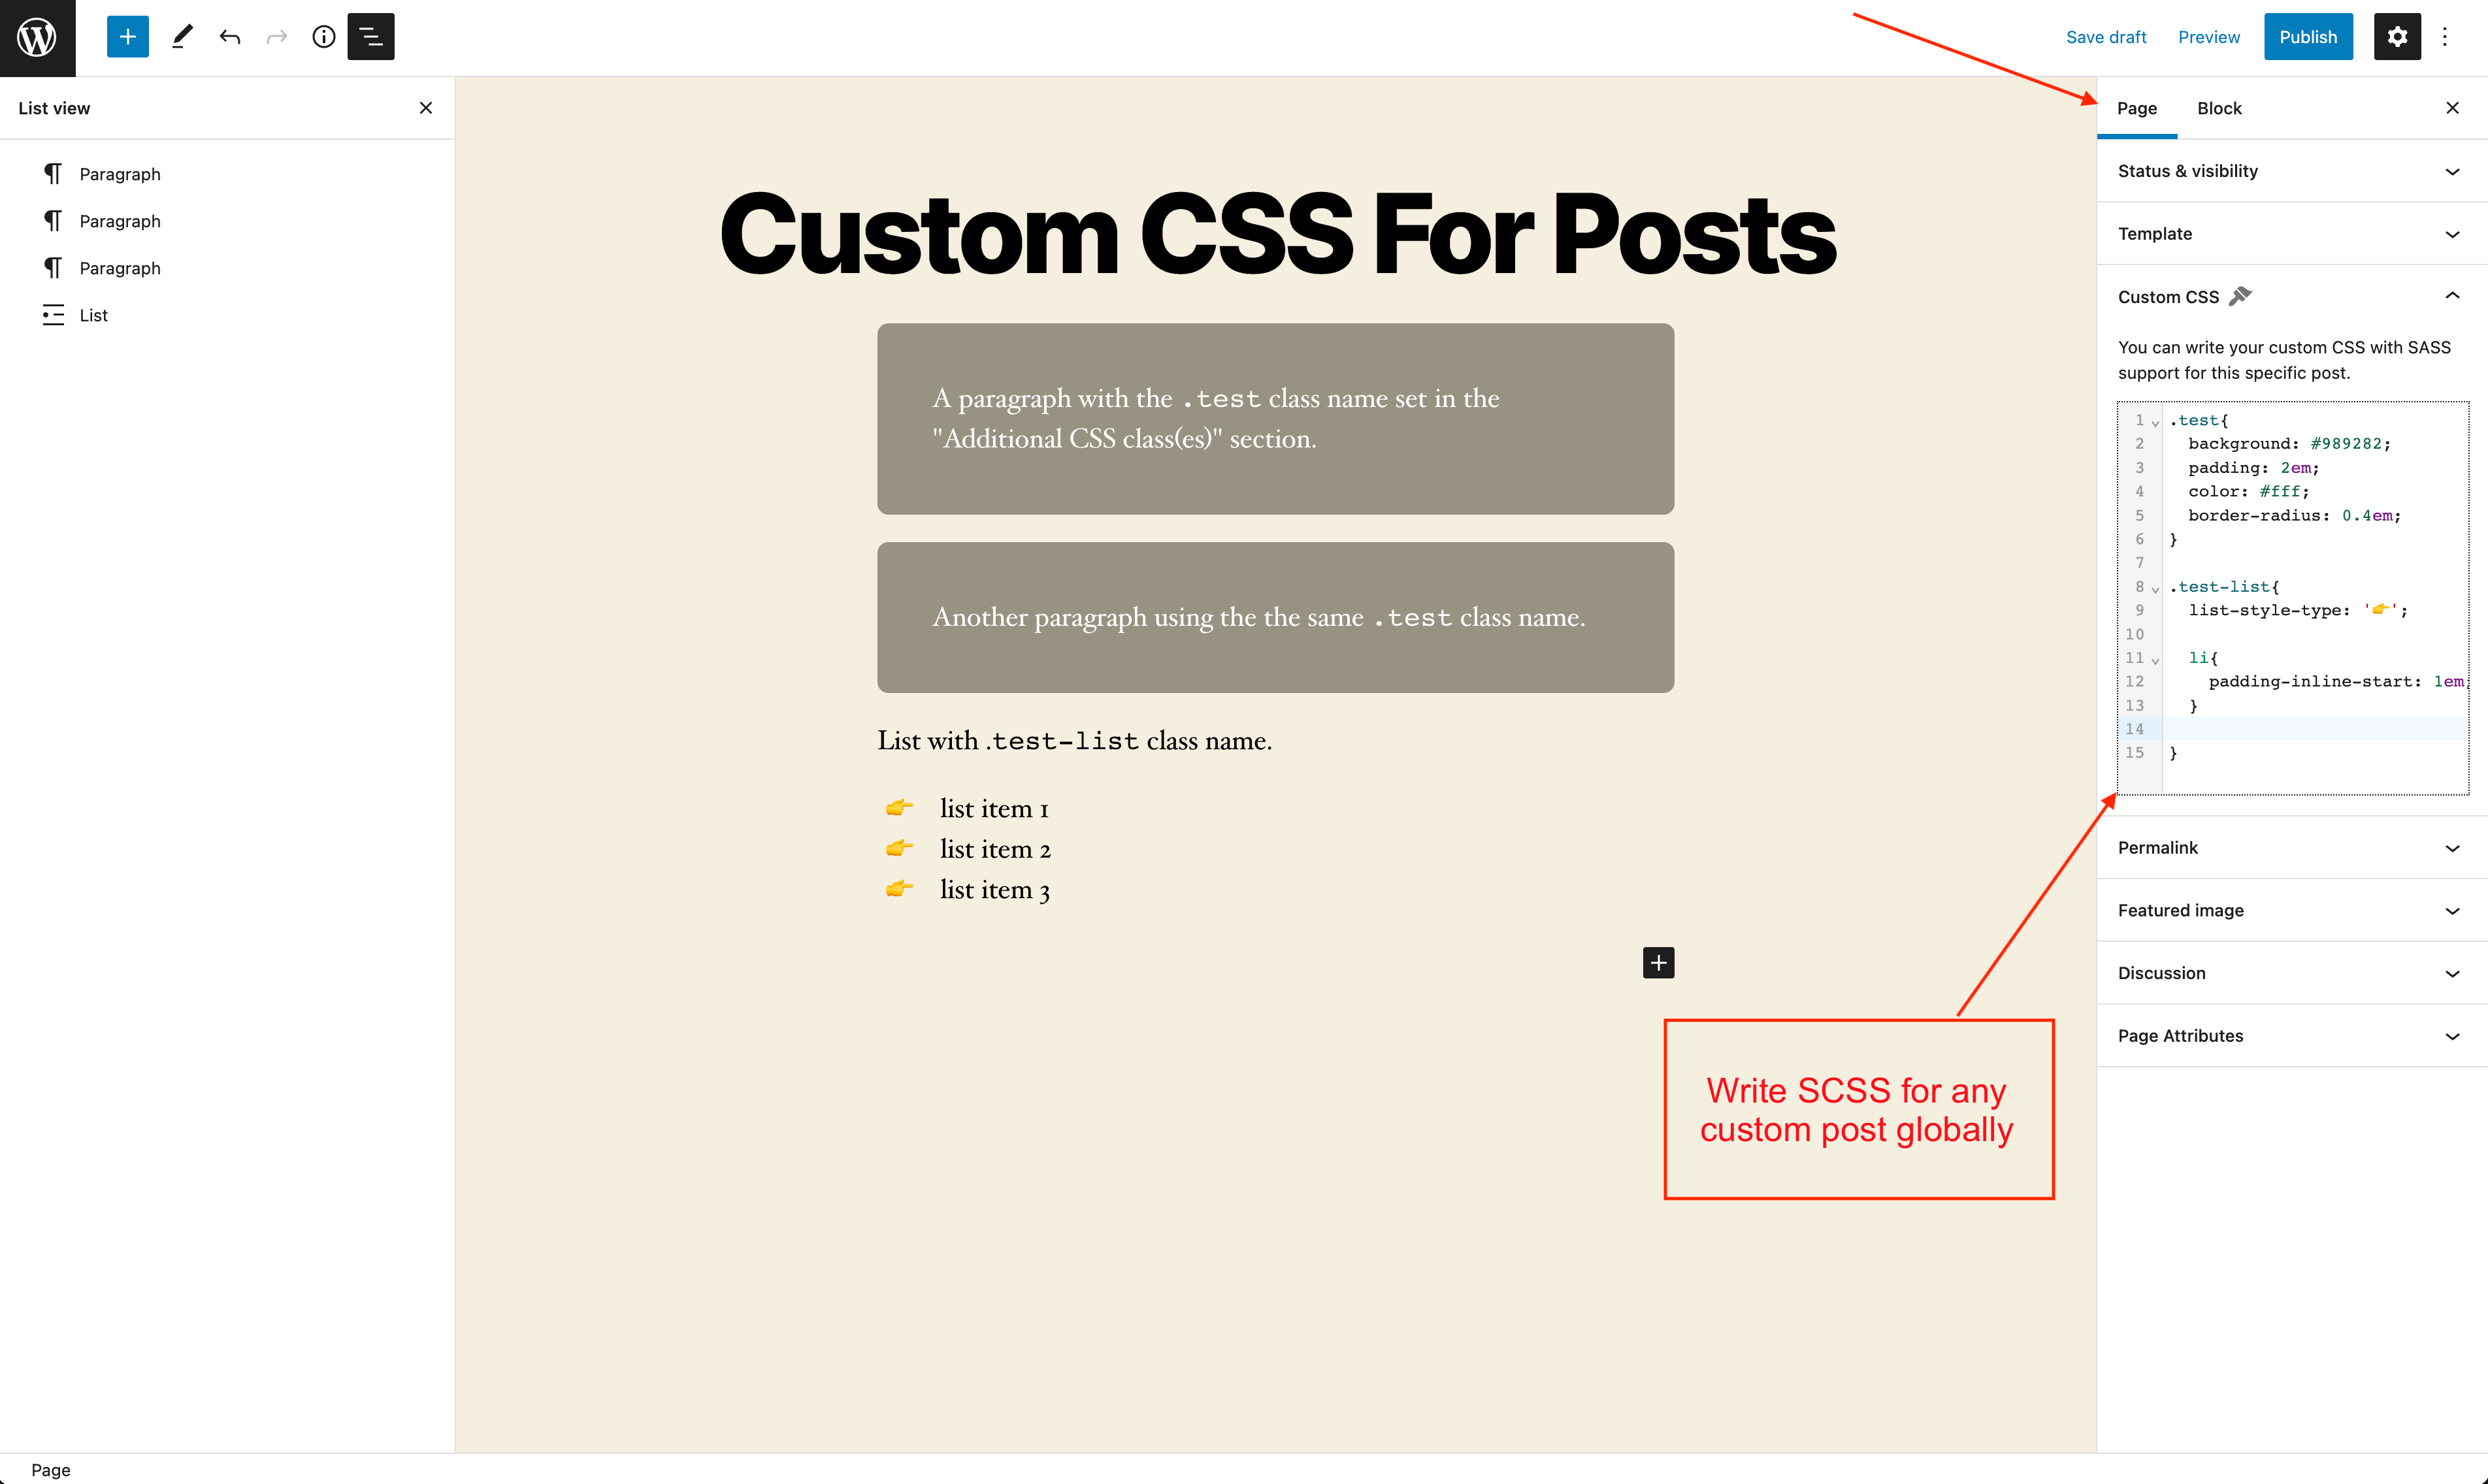 Save draft
Preview
Publish
List view
Page
Block
Paragraph
Paragraph
Paragraph
List
Custom CSS For Posts
A paragraph with the .test class name set in the
"Additional CSS class(es)" section.
Another paragraph using the the same .test class name.
List with .test-list class name.
👉 list item 1
👉 list item 2
👉 list item 3
Status & visibility
Template
Custom CSS
You can write your custom CSS with SASS
support for this specific post.
1 .test{
2 background: #989282;
3 padding: 2em;
4 color: #fff;
5 border-radius: 0.4em;
6 }
7
8 .test-list{
9 list-style-type: '👉';
10
11 li{
12 padding-inline-start: 1em;
13 }
14
15 }
Permalink
Featured image
Discussion
Page Attributes
Write SCSS for any
custom post globally
Page